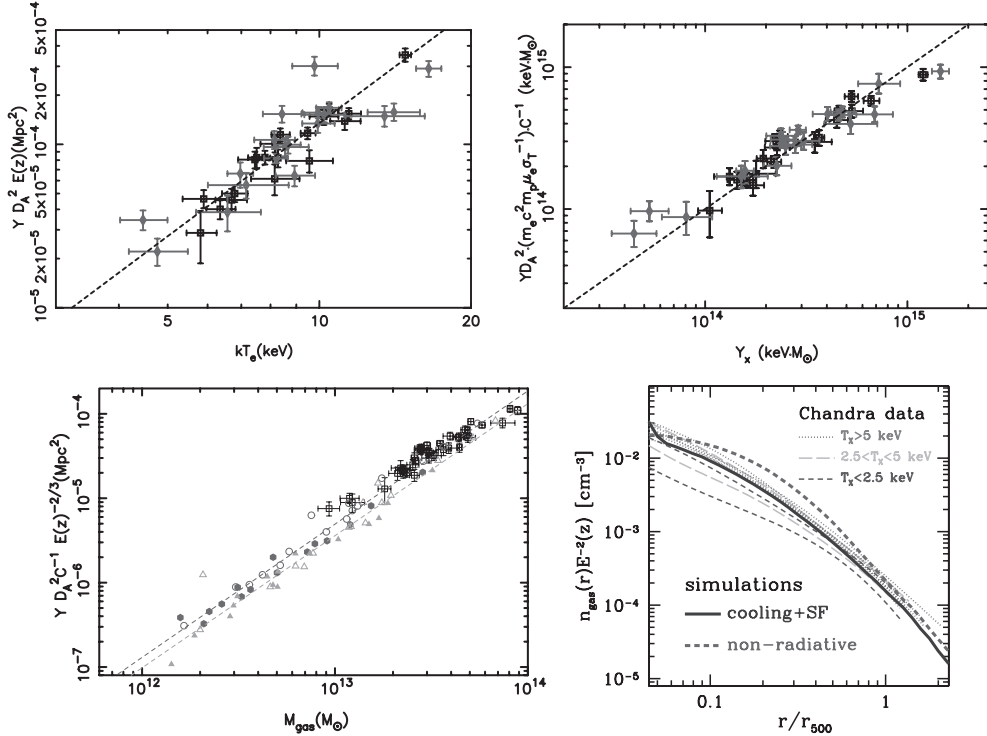 5×10⁻⁴
2×10⁻⁴
10⁻⁴
5×10⁻⁵
2×10⁻⁵
10⁻⁵
Y D_A² E(z)(Mpc²)
5
10
20
kT_e(keV)
10¹⁵
10¹⁴
YD_A²·(m_ec²m_pμ_eσ_T⁻¹)·C⁻¹ (keV·M_⊙)
10¹⁴
10¹⁵
Y_x (keV·M_⊙)
10⁻⁴
10⁻⁵
10⁻⁶
10⁻⁷
Y D_A²C⁻¹ E(z)⁻²/³(Mpc²)
10¹²
10¹³
10¹⁴
M_gas(M_⊙)
10⁻²
10⁻³
10⁻⁴
10⁻⁵
n_gas(r)E⁻²(z) [cm⁻³]
Chandra data
T_X>5 keV
2.5<T_X<5 keV
T_X<2.5 keV
simulations
cooling+SF
non-radiative
0.1
1
r/r₅₀₀